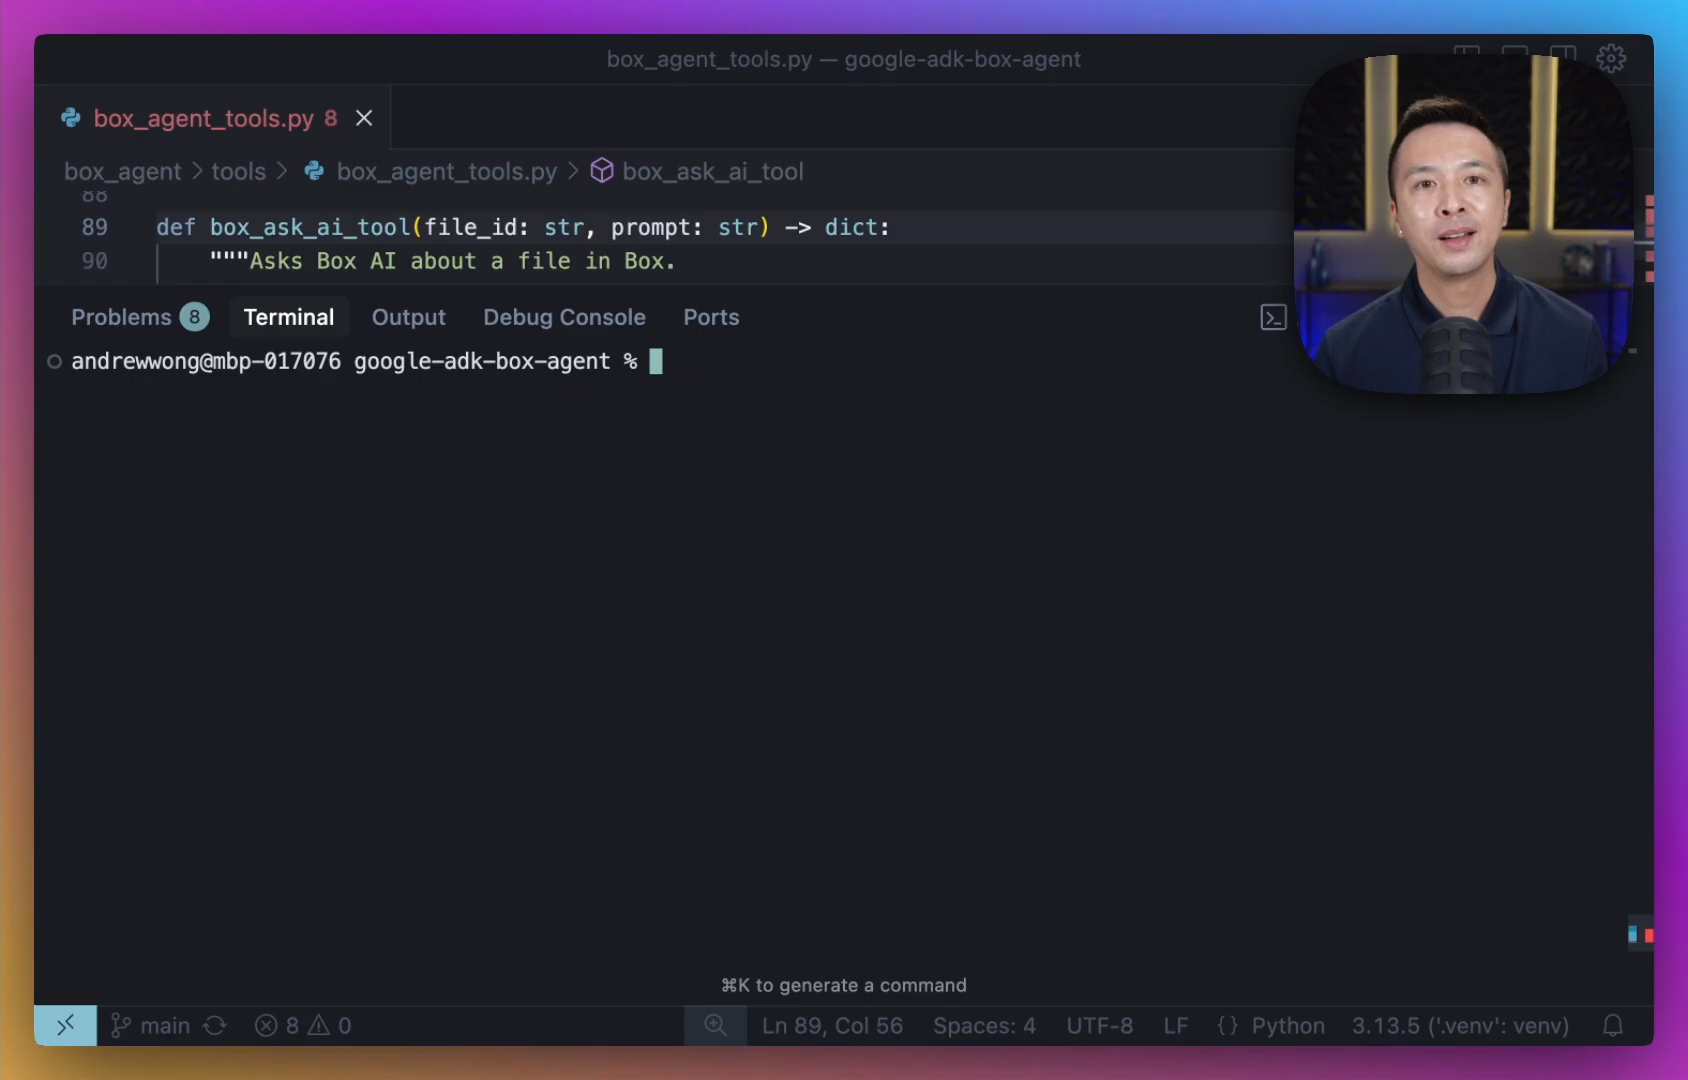 box_agent_tools.py — google-adk-box-agent
box_agent_tools.py 8
box_agent > tools > box_agent_tools.py > box_ask_ai_tool
88
89 def box_ask_ai_tool(file_id: str, prompt: str) -> dict:
90 """Asks Box AI about a file in Box.
Problems 8 Terminal Output Debug Console Ports
andrewwong@mbp-017076 google-adk-box-agent %
⌘K to generate a command
main 8 0 Ln 89, Col 56 Spaces: 4 UTF-8 LF {} Python 3.13.5 ('.venv': venv)